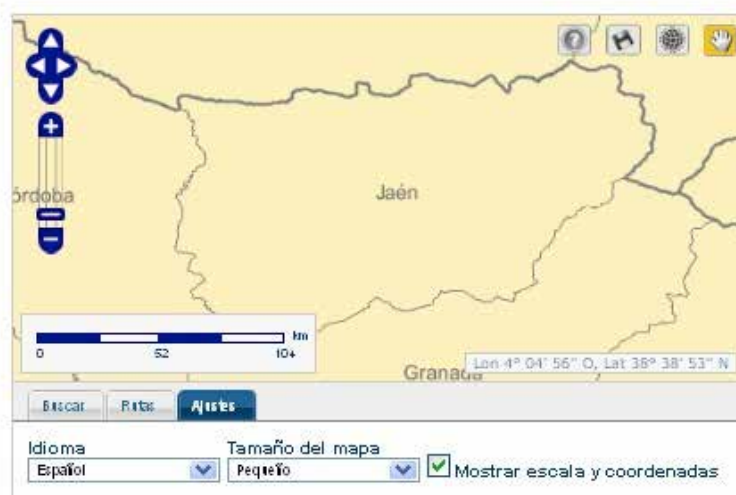 Jaén
órdoba
km
0 52 104
Granada
Lon 4° 04' 56" O, Lat 38° 38' 53" N
Buscar Rutas Ajustes
Idioma Tamaño del mapa
Español Pequeño Mostrar escala y coordenadas